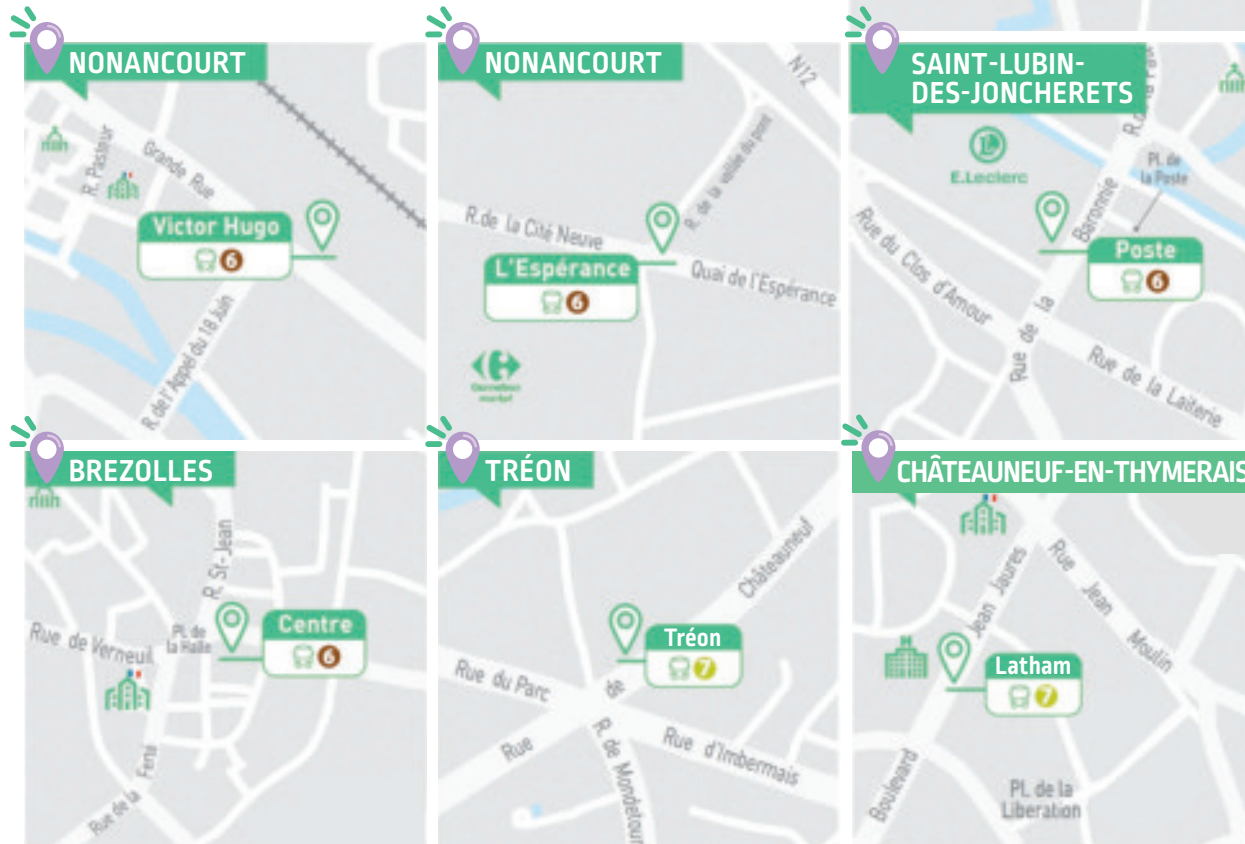 NONANCOURT
R. Pasteur
Grande Rue
Victor Hugo
6
R. de l'Appel du 18 Juin
NONANCOURT
N12
R. de la vallée du pont
R. de la Cité Neuve
L'Espérance
6
Quai de l'Espérance
Carrefour
market
SAINT-LUBIN-
DES-JONCHERETS
E.Leclerc
Pl. de
la Poste
Rue du Clos d'Amour
Rue de la Baronnie
Poste
6
Rue de la Laiterie
BREZOLLES
R. St-Jean
Rue de Verneuil
Pl. de
la Halle
Centre
6
Rue de la Ferté
TRÉON
Rue de Châteauneuf
Tréon
7
Rue du Parc
R. de Mondetour
Rue d'Imbermais
CHÂTEAUNEUF-EN-THYMERAIS
Boulevard Jean Jaures
Rue Jean Moulin
H
Latham
7
Pl. de la
Liberation